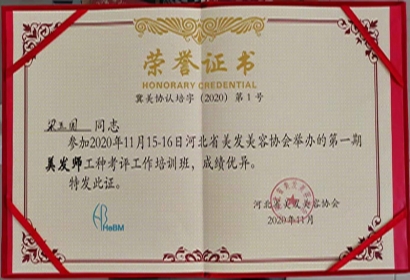 荣誉证书
HONORARY CREDENTIAL
冀美协认培字（2020）第1号
同志
参加2020年11月15-16日河北省美发美容协会举办的第一期
美发师工种考评工作培训班，成绩优异。
特发此证。
HeBM
河北省美发美容协会
2020年11月